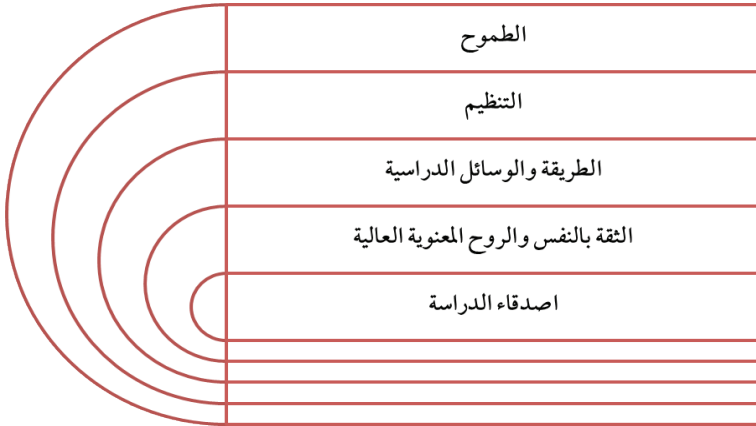 الطموح
التنظيم
الطريقة والوسائل الدراسية
الثقة بالنفس والروح المعنوية العالية
اصدقاء الدراسة